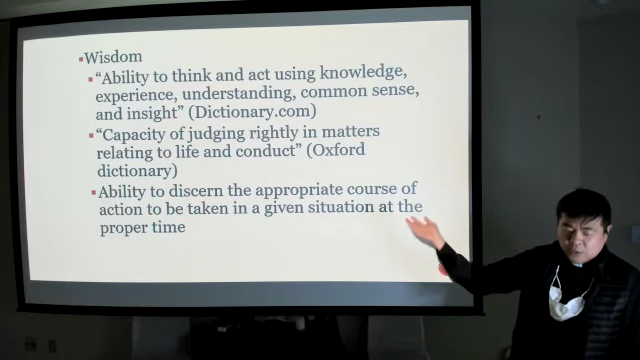 ▪Wisdom
▪"Ability to think and act using knowledge,
experience, understanding, common sense,
and insight" (Dictionary.com)
▪"Capacity of judging rightly in matters
relating to life and conduct" (Oxford
dictionary)
▪Ability to discern the appropriate course of
action to be taken in a given situation at the
proper time